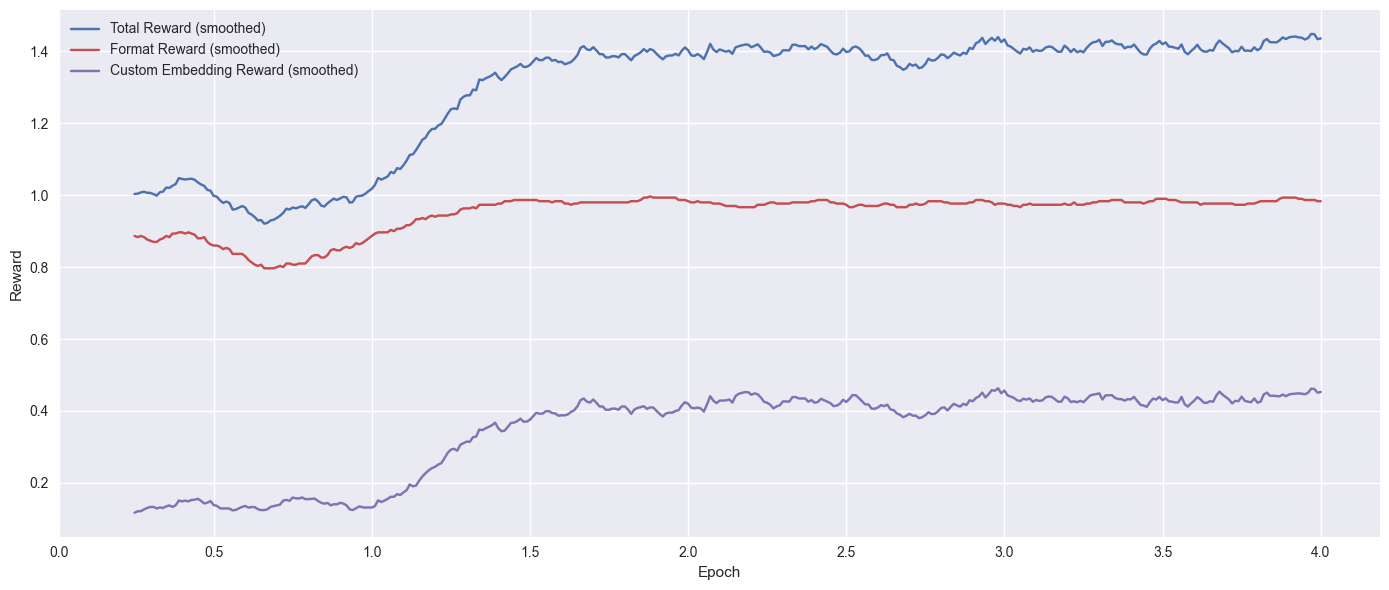 Total Reward (smoothed)
Format Reward (smoothed)
Custom Embedding Reward (smoothed)
1.4
1.2
1.0
0.8
0.6
0.4
0.2
Reward
0.0 0.5 1.0 1.5 2.0 2.5 3.0 3.5 4.0
Epoch